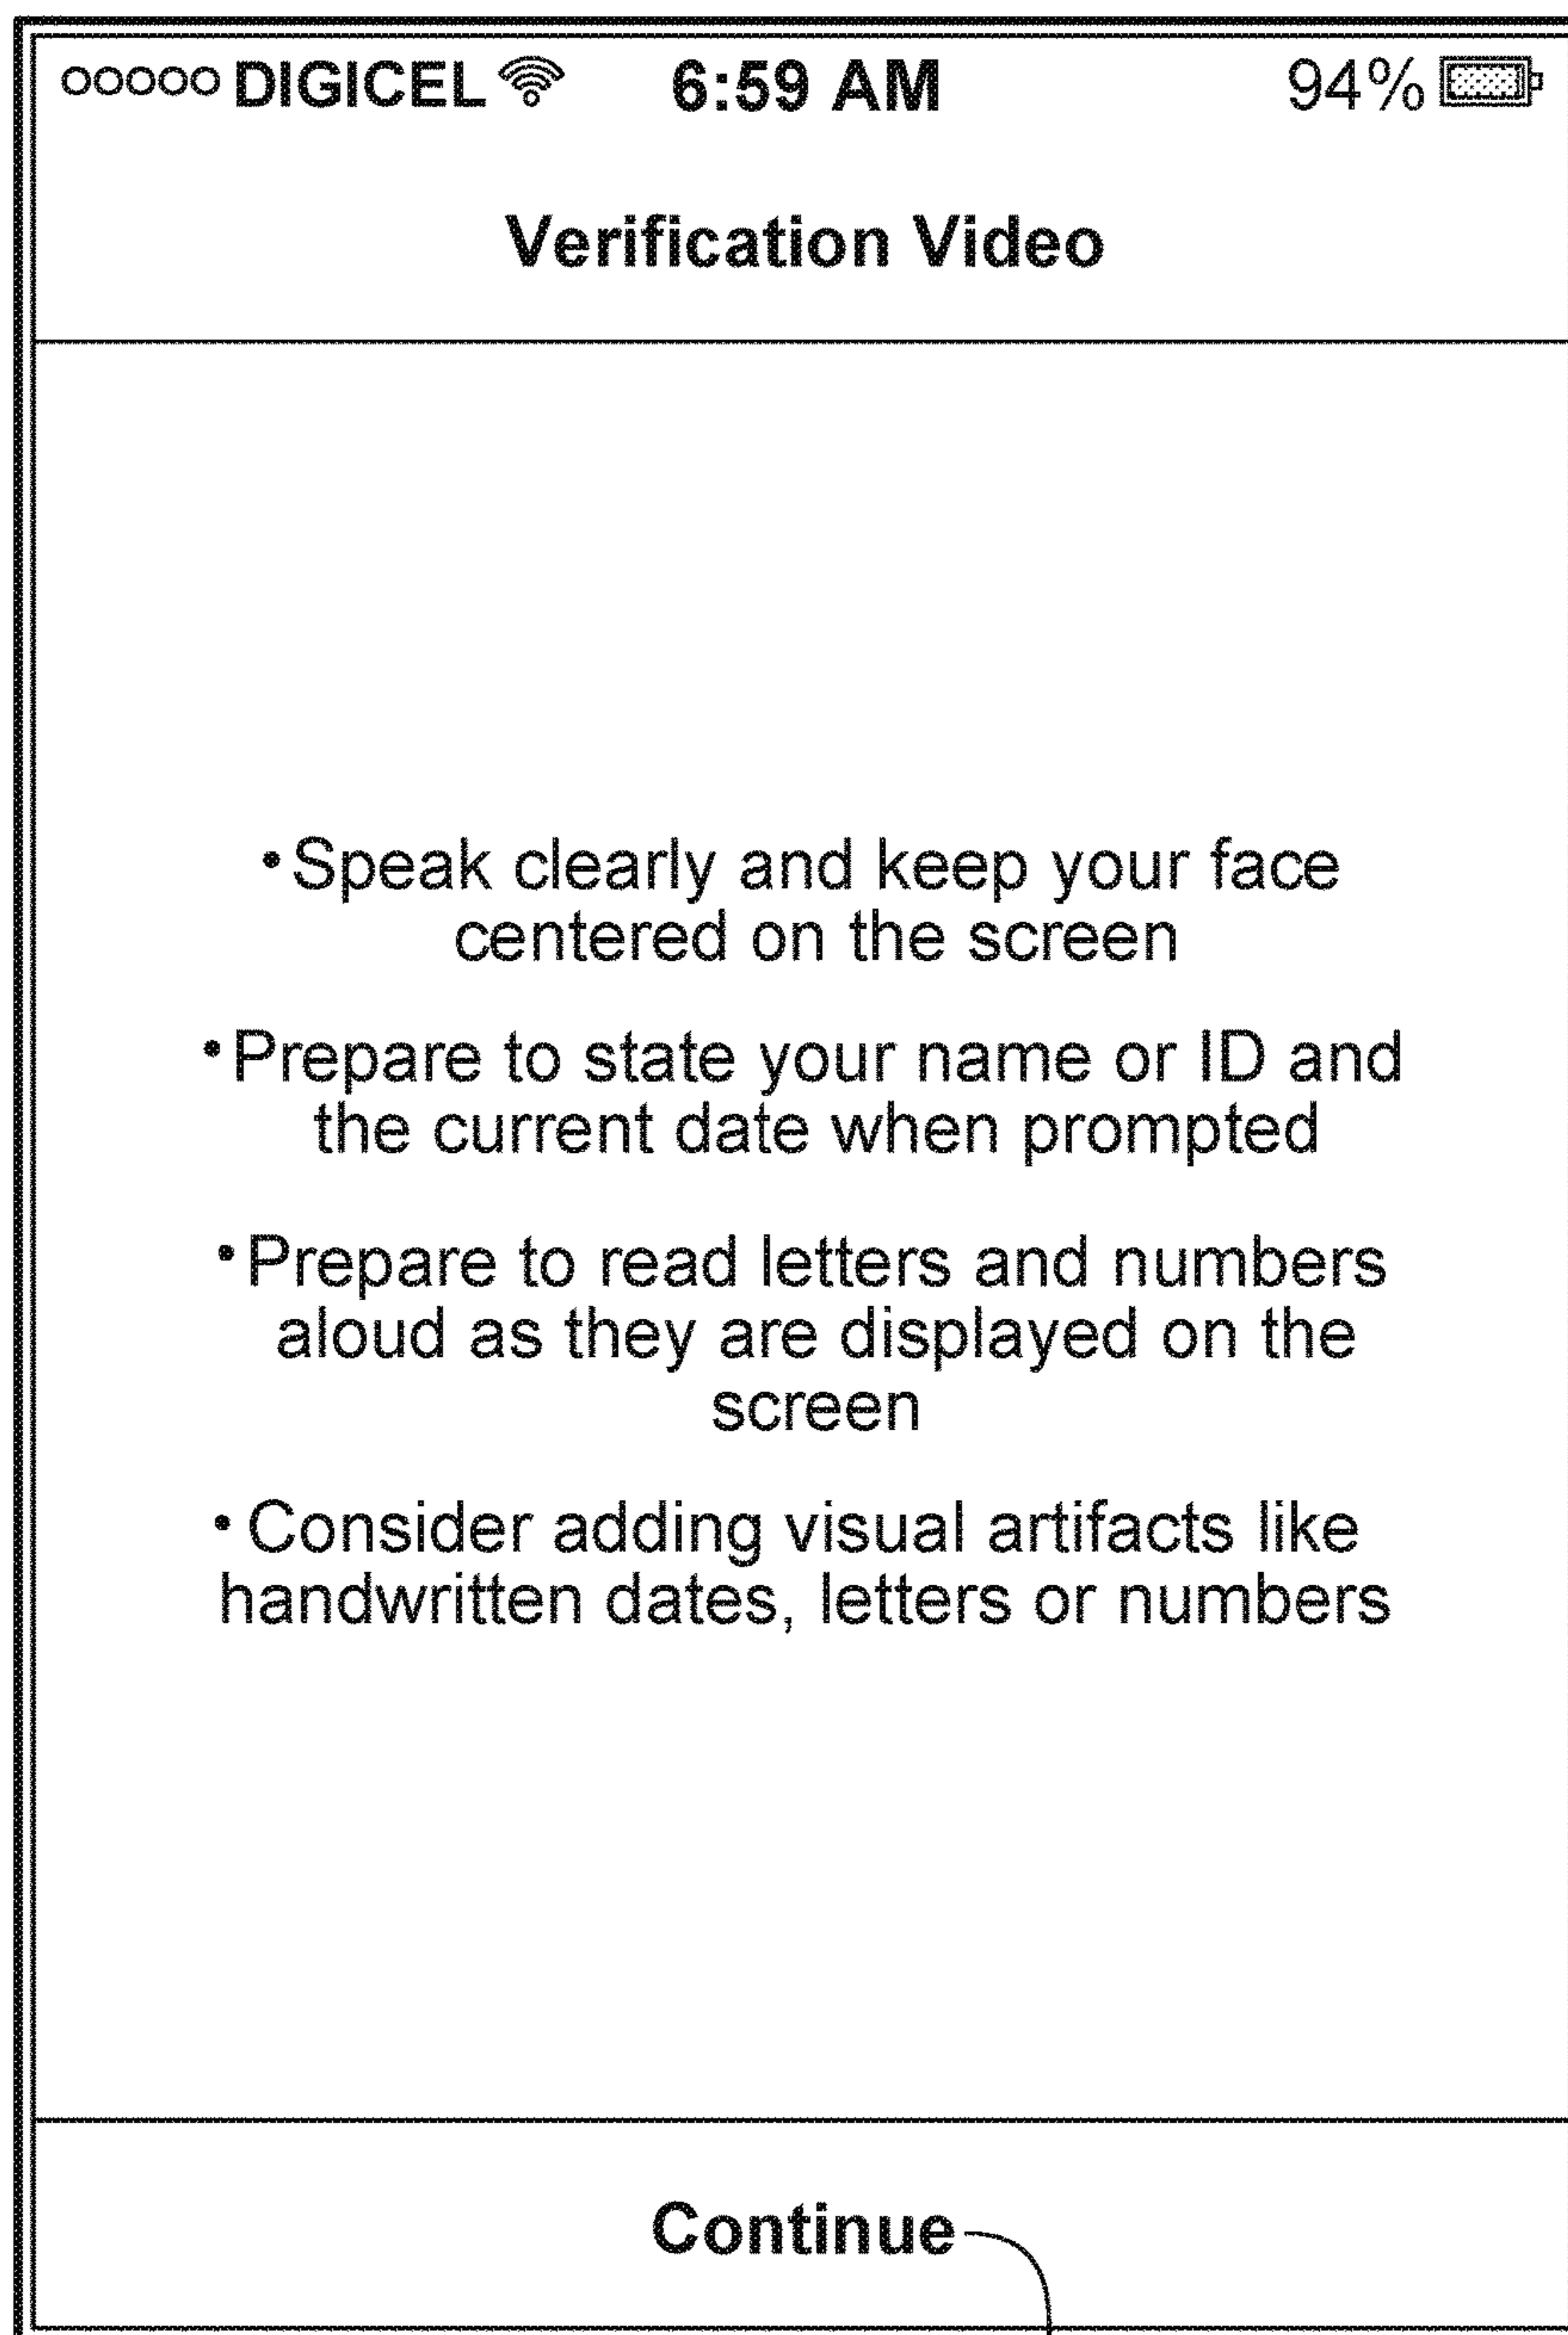 ooooo DIGICEL 6:59 AM 94%
Verification Video
•Speak clearly and keep your face
centered on the screen
•Prepare to state your name or ID and
the current date when prompted
•Prepare to read letters and numbers
aloud as they are displayed on the
screen
• Consider adding visual artifacts like
handwritten dates, letters or numbers
Continue